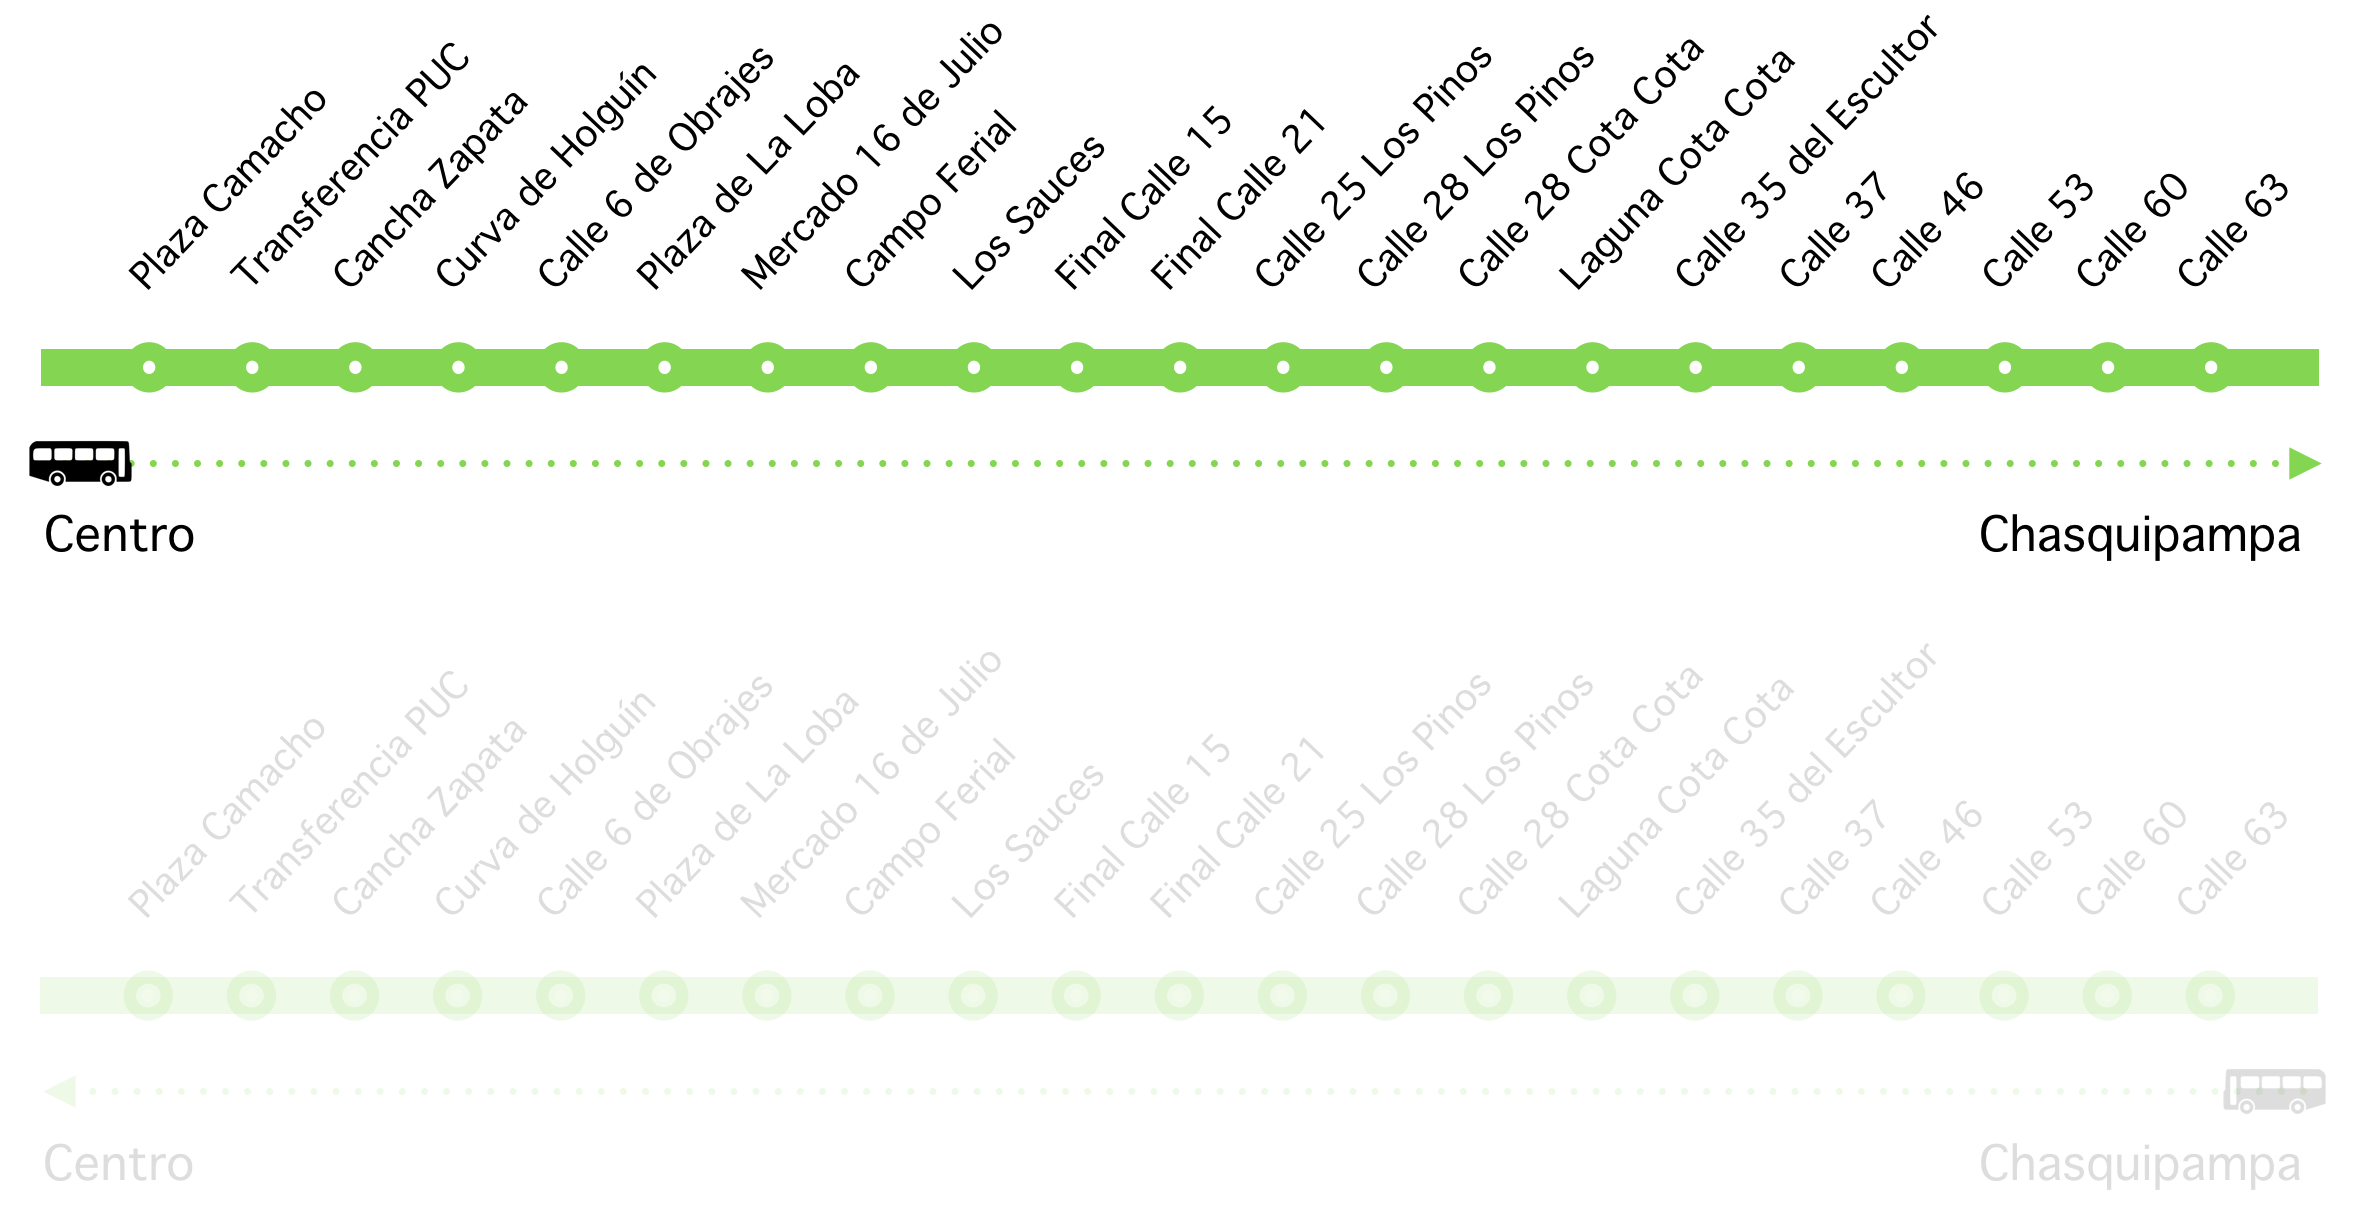 Plaza Camacho
Transferencia PUC
Cancha Zapata
Curva de Holguín
Calle 6 de Obrajes
Plaza de La Loba
Mercado 16 de Julio
Campo Ferial
Los Sauces
Final Calle 15
Final Calle 21
Calle 25 Los Pinos
Calle 28 Los Pinos
Calle 28 Cota Cota
Laguna Cota Cota
Calle 35 del Escultor
Calle 37
Calle 46
Calle 53
Calle 60
Calle 63
Centro
Chasquipampa
Plaza Camacho
Transferencia PUC
Cancha Zapata
Curva de Holguín
Calle 6 de Obrajes
Plaza de La Loba
Mercado 16 de Julio
Campo Ferial
Los Sauces
Final Calle 15
Final Calle 21
Calle 25 Los Pinos
Calle 28 Los Pinos
Calle 28 Cota Cota
Laguna Cota Cota
Calle 35 del Escultor
Calle 37
Calle 46
Calle 53
Calle 60
Calle 63
Centro
Chasquipampa